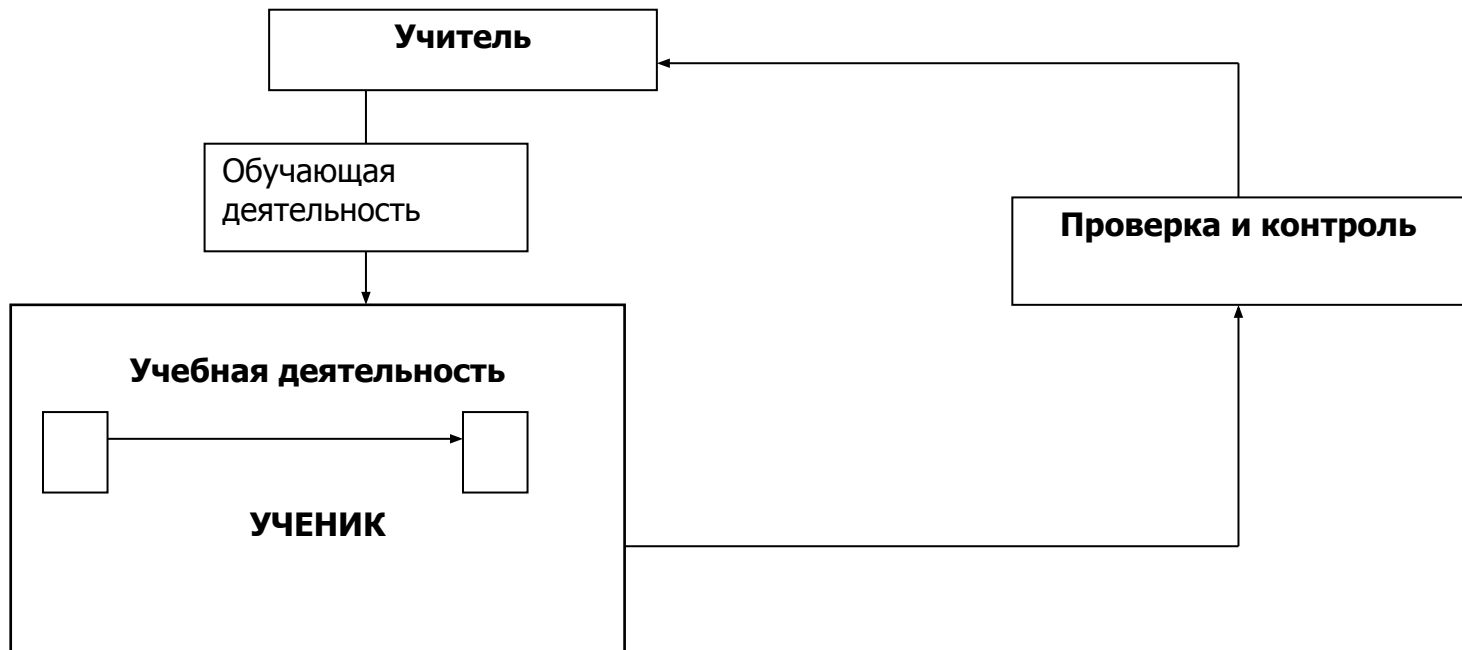 Учитель
Обучающая
деятельность
Проверка и контроль
Учебная деятельность
УЧЕНИК